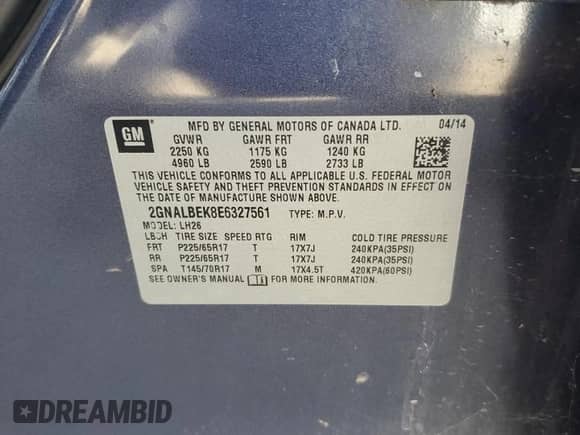 GM
MFD BY GENERAL MOTORS OF CANADA LTD. 04/14
GVWR GAWR FRT GAWR RR
2250 KG 1175 KG 1240 KG
4960 LB 2590 LB 2733 LB
THIS VEHICLE CONFORMS TO ALL APPLICABLE U.S. FEDERAL MOTOR
VEHICLE SAFETY AND THEFT PREVENTION STANDARDS IN EFFECT ON
THE DATE OF MANUFACTURE SHOWN ABOVE.
2GNALBEK8E6327561 TYPE: M.P.V.
MODEL: LH26
LBCH TIRE SIZE SPEED RTG RIM COLD TIRE PRESSURE
FRT P225/65R17 T 17X7J 240KPA(35PSI)
RR P225/65R17 T 17X7J 240KPA(35PSI)
SPA T145/70R17 M 17X4.5T 420KPA(60PSI)
SEE OWNER'S MANUAL FOR MORE INFORMATION.
DREAMBID